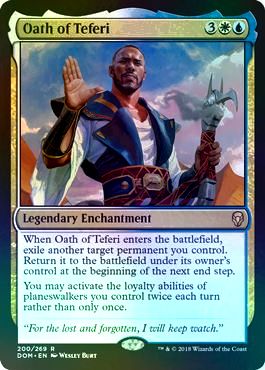 Oath of Teferi 3
Legendary Enchantment
When Oath of Teferi enters the battlefield,
exile another target permanent you control.
Return it to the battlefield under its owner's
control at the beginning of the next end step.
You may activate the loyalty abilities of
planeswalkers you control twice each turn
rather than only once.
"For the lost and forgotten, I will keep watch."
200/269 R
DOM • EN Wesley Burt ™ & © 2018 Wizards of the Coast